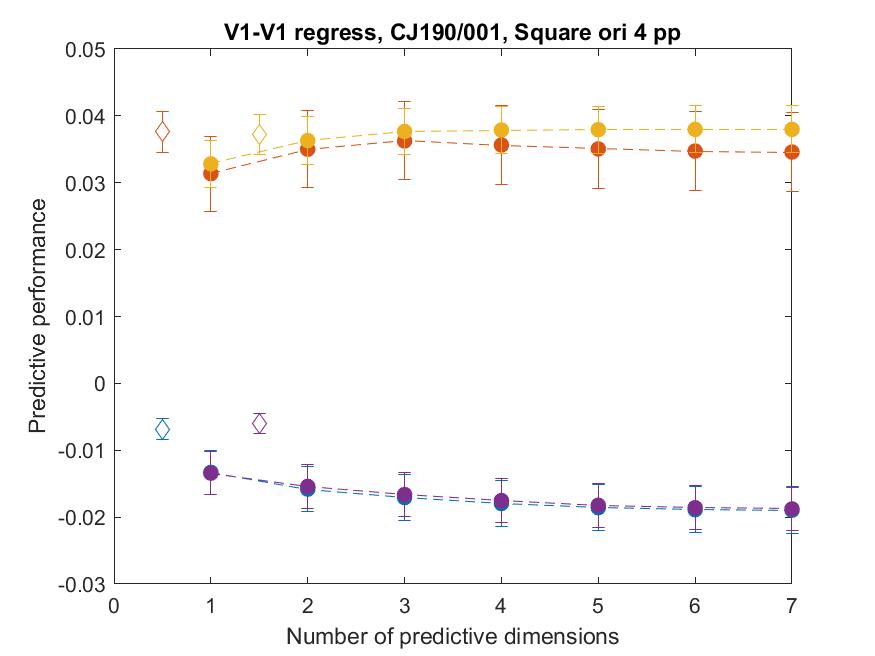 V1-V1 regress, CJ190/001, Square ori 4 pp
0.05
0.04
0.03
0.02
0.01
0
-0.01
-0.02
-0.03
Predictive performance
0 1 2 3 4 5 6 7
Number of predictive dimensions